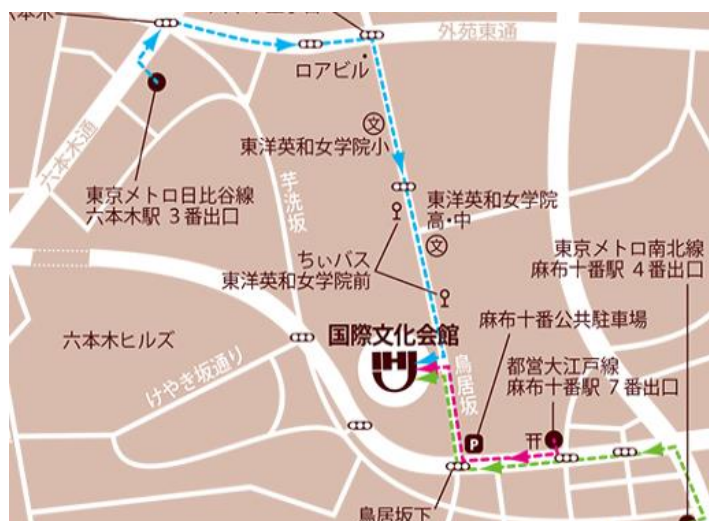 六本木
外苑東通
ロアビル
六本木通
文
東洋英和女学院小
芋洗坂
東京メトロ日比谷線
六本木駅 3番出口
東洋英和女学院
高・中
文
ちぃバス
東洋英和女学院前
東京メトロ南北線
麻布十番駅 4番出口
六本木ヒルズ
国際文化会館
麻布十番公共駐車場
鳥居坂
都営大江戸線
麻布十番駅 7番出口
けやき坂通り
P
鳥居坂下